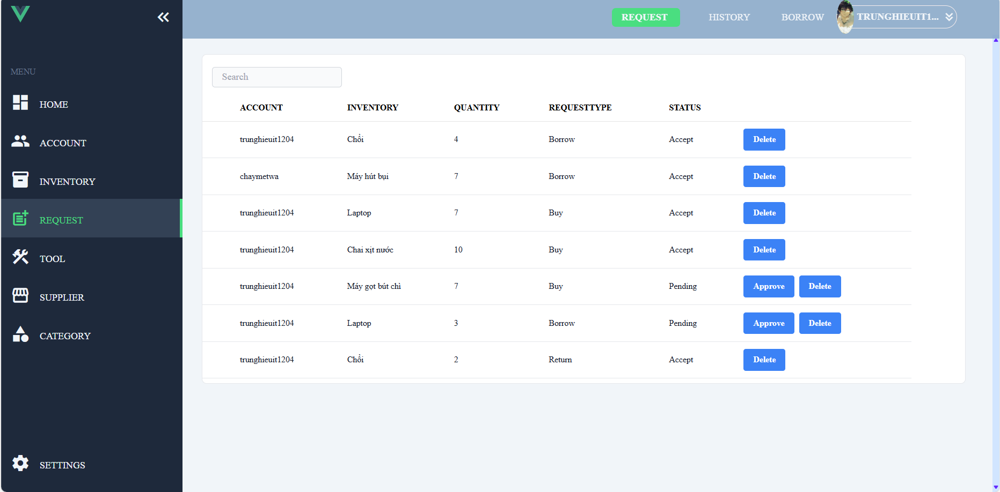 REQUEST HISTORY BORROW TRUNGHIEUIT1...
MENU
HOME
ACCOUNT
INVENTORY
REQUEST
TOOL
SUPPLIER
CATEGORY
SETTINGS
Search
ACCOUNT INVENTORY QUANTITY REQUESTTYPE STATUS
trunghieuit1204 Chổi 4 Borrow Accept Delete
chaymetwa Máy hút bụi 7 Borrow Accept Delete
trunghieuit1204 Laptop 7 Buy Accept Delete
trunghieuit1204 Chai xịt nước 10 Buy Accept Delete
trunghieuit1204 Máy gọt bút chì 7 Buy Pending Approve Delete
trunghieuit1204 Laptop 3 Borrow Pending Approve Delete
trunghieuit1204 Chổi 2 Return Accept Delete